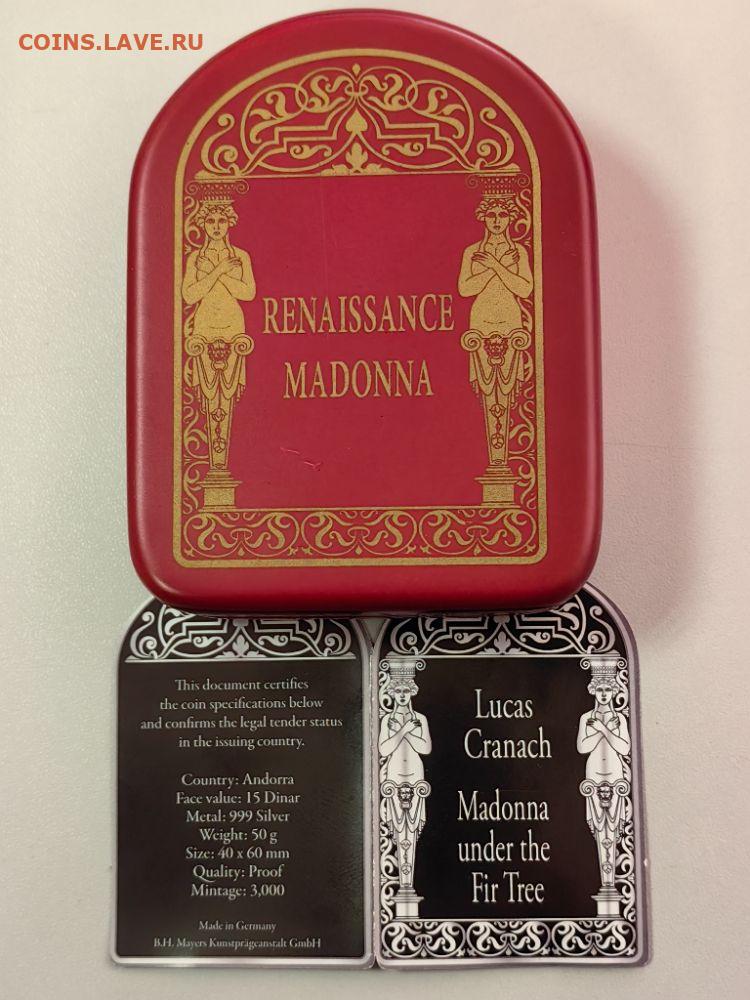 COINS.LAVE.RU
RENAISSANCE
MADONNA
This document certifies
the coin specifications below
and confirms the legal tender status
in the issuing country.
Country: Andorra
Face value: 15 Dinar
Metal: 999 Silver
Weight: 50 g
Size: 40 x 60 mm
Quality: Proof
Mintage: 3,000
Made in Germany
B.H. Mayers Kunstprägeanstalt GmbH
Lucas
Cranach
Madonna
under the
Fir Tree